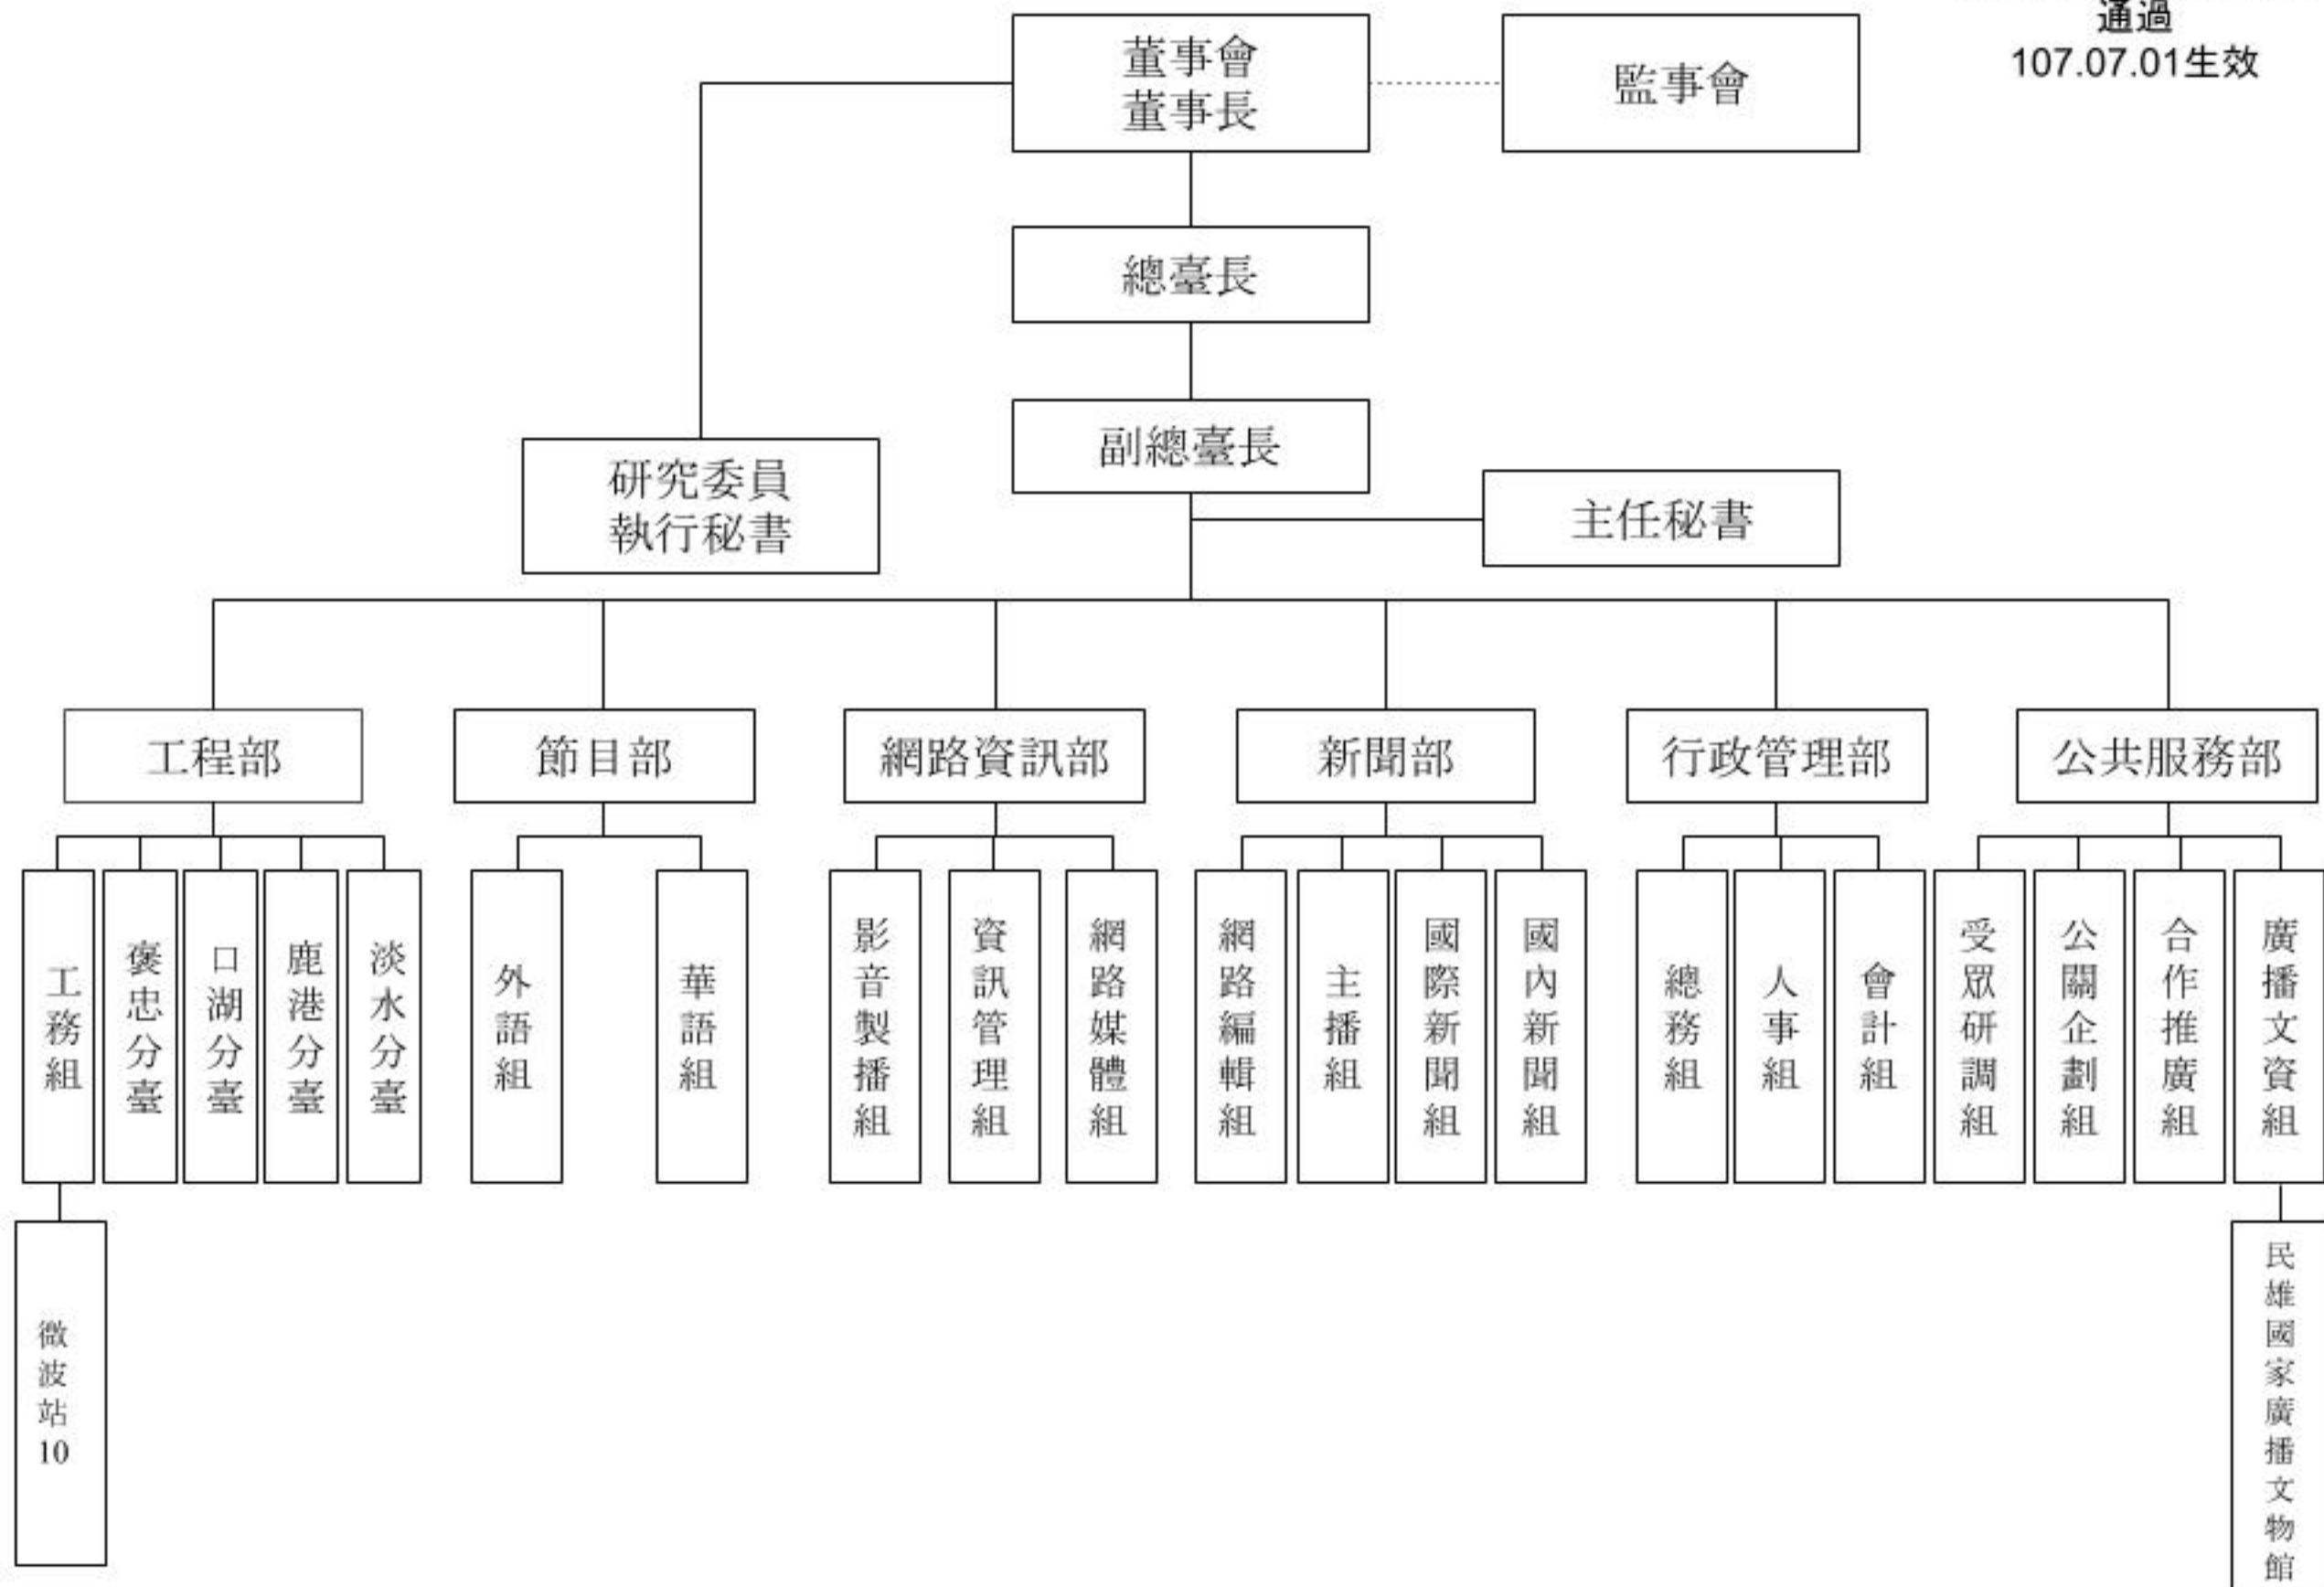 通過
107.07.01生效
董事會
董事長
監事會
總臺長
副總臺長
研究委員
執行秘書
主任秘書
工程部
節目部
網路資訊部
新聞部
行政管理部
公共服務部
工務組
褒忠分臺
口湖分臺
鹿港分臺
淡水分臺
外語組
華語組
影音製播組
資訊管理組
網路媒體組
網路編輯組
主播組
國際新聞組
國內新聞組
總務組
人事組
會計組
受眾研調組
公關企劃組
合作推廣組
廣播文資組
微波站10
民雄國家廣播文物館